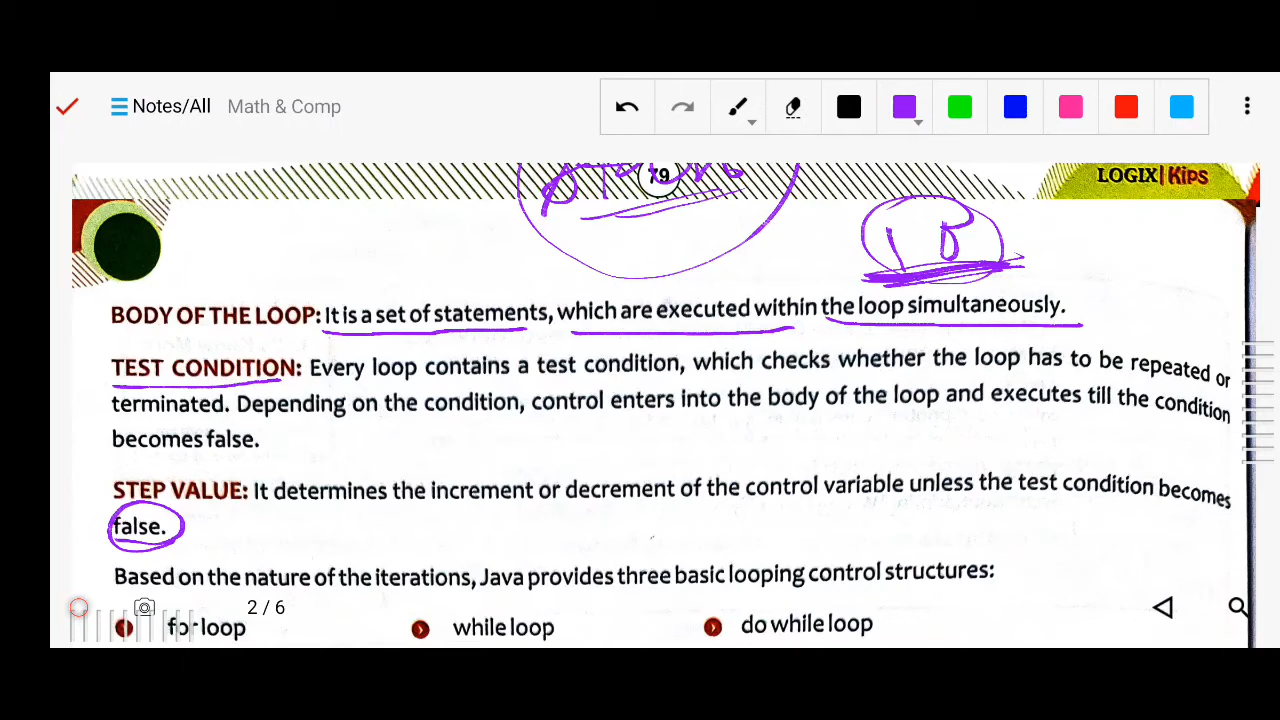 Notes/All Math & Comp
79
LOGIX | Kips
BODY OF THE LOOP: It is a set of statements, which are executed within the loop simultaneously.
TEST CONDITION: Every loop contains a test condition, which checks whether the loop has to be repeated or
terminated. Depending on the condition, control enters into the body of the loop and executes till the condition
becomes false.
STEP VALUE: It determines the increment or decrement of the control variable unless the test condition becomes
false.
Based on the nature of the iterations, Java provides three basic looping control structures:
2 / 6
for loop while loop do while loop